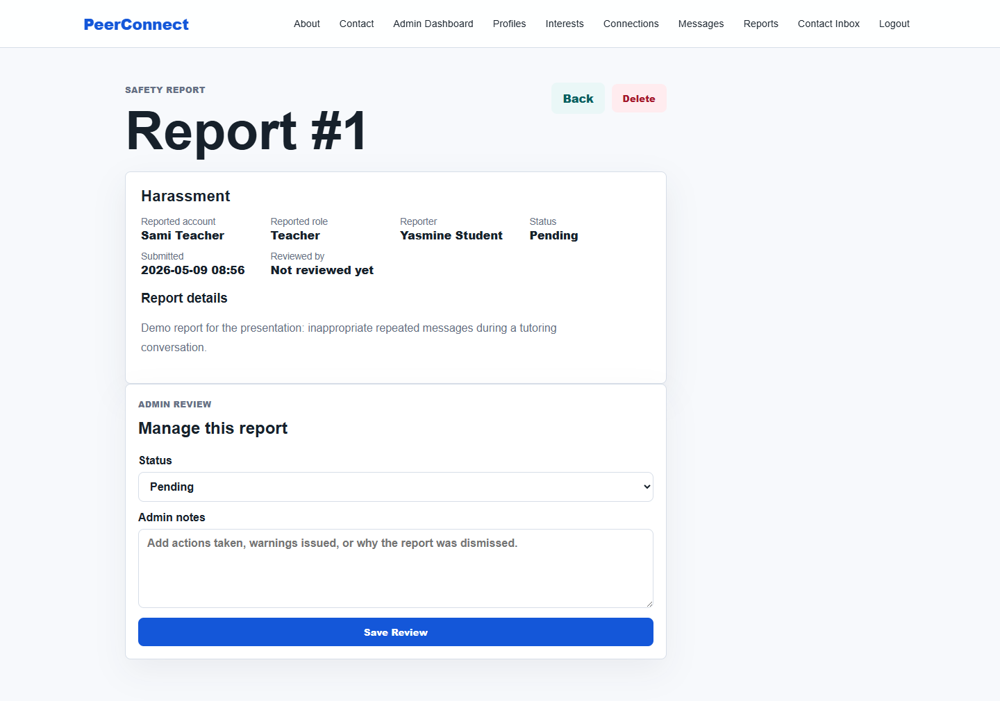 PeerConnect About Contact Admin Dashboard Profiles Interests Connections Messages Reports Contact Inbox Logout
SAFETY REPORT
Report #1
Back Delete
Harassment
Reported account Reported role Reporter Status
Sami Teacher Teacher Yasmine Student Pending
Submitted Reviewed by
2026-05-09 08:56 Not reviewed yet
Report details
Demo report for the presentation: inappropriate repeated messages during a tutoring
conversation.
ADMIN REVIEW
Manage this report
Status
Pending
Admin notes
Add actions taken, warnings issued, or why the report was dismissed.
Save Review